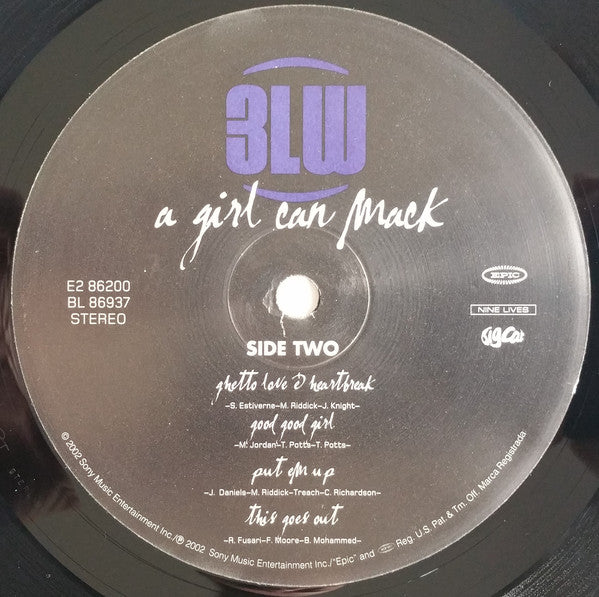 3LW
a girl can mack
E2 86200
BL 86937
STEREO
EPIC
NINE LIVES
SIDE TWO
ghetto love & heartbreak
–S. Estiverne–M. Riddick–J. Knight–
good good girl
–M. Jordan–T. Potts–T. Potts–
put em up
–J. Daniels–M. Riddick–Treach–C. Richardson–
this goes out
–R. Fusari–F. Moore–B. Mohammed–
© 2002 Sony Music Entertainment Inc./℗ 2002 Sony Music Entertainment Inc./"Epic" and EPIC Reg. U.S. Pat. & Tm. Off. Marca Registrada